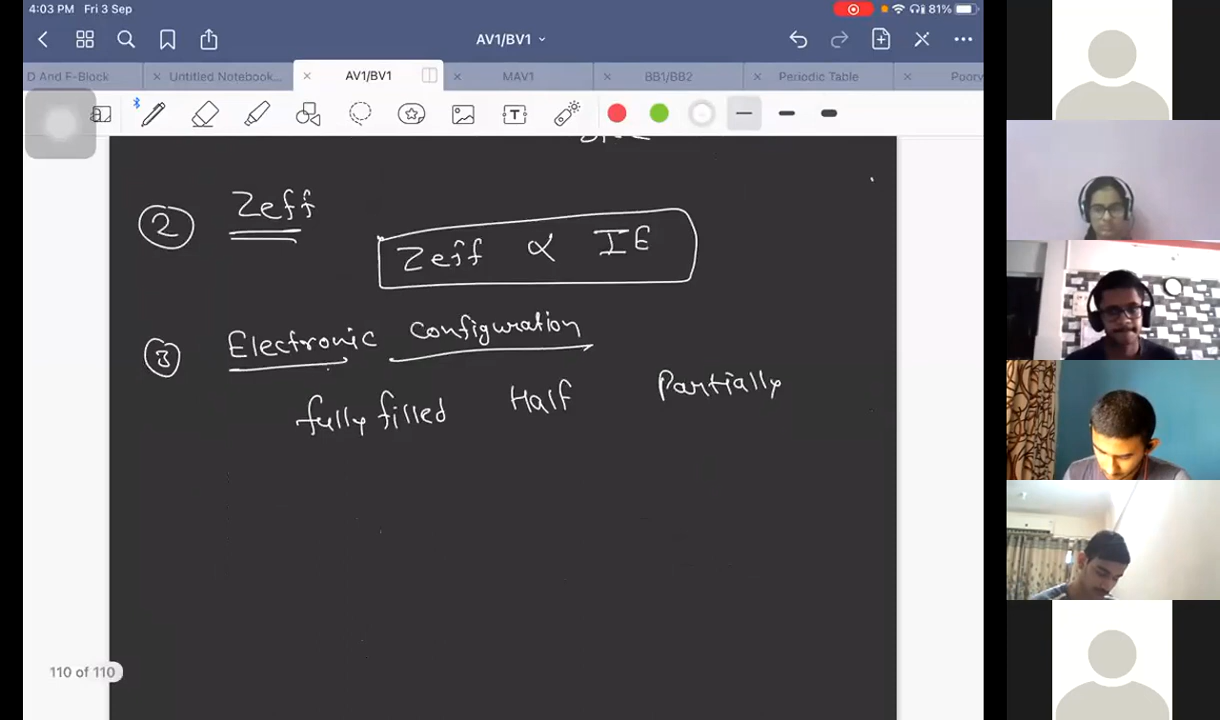 4:03 PM Fri 3 Sep
81%
AV1/BV1
D And F-Block
Untitled Notebook...
AV1/BV1
MAV1
BB1/BB2
Periodic Table
Poorv
② Zeff
Zeff ∝ IE
③ Electronic configuration
fully filled Half Partially
110 of 110